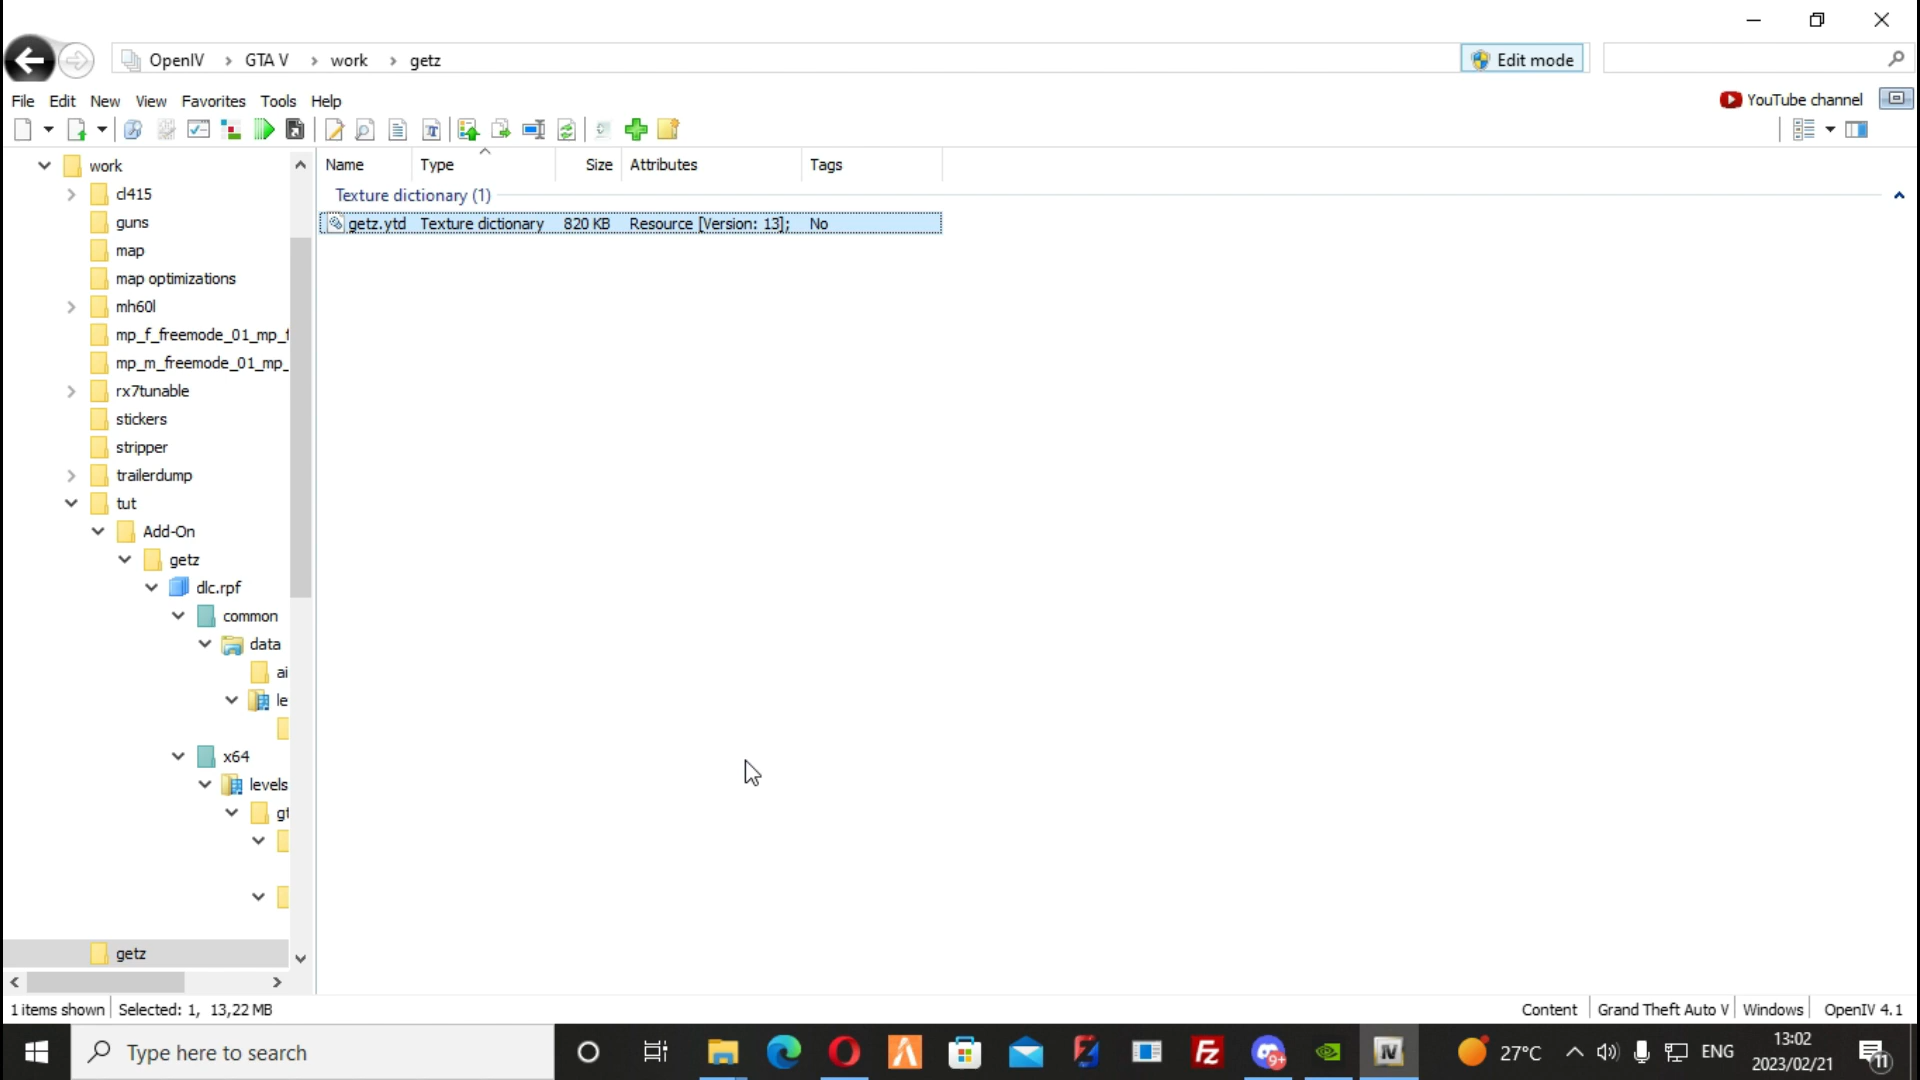 OpenIV > GTA V > work > getz
Edit mode
File Edit New View Favorites Tools Help
YouTube channel
Name Type Size Attributes Tags
work
Texture dictionary (1)
cl415
getz.ytd Texture dictionary 820 KB Resource [Version: 13]; No
guns
map
map optimizations
mh60l
mp_f_freemode_01_mp_f
mp_m_freemode_01_mp_
rx7tunable
stickers
stripper
trailerdump
tut
Add-On
getz
dlc.rpf
common
data
ai
le
x64
levels
gt
getz
1 items shown Selected: 1, 13,22 MB
Content Grand Theft Auto V Windows OpenIV 4.1
Type here to search
9+
IV
27°C
ENG
13:02
2023/02/21
11